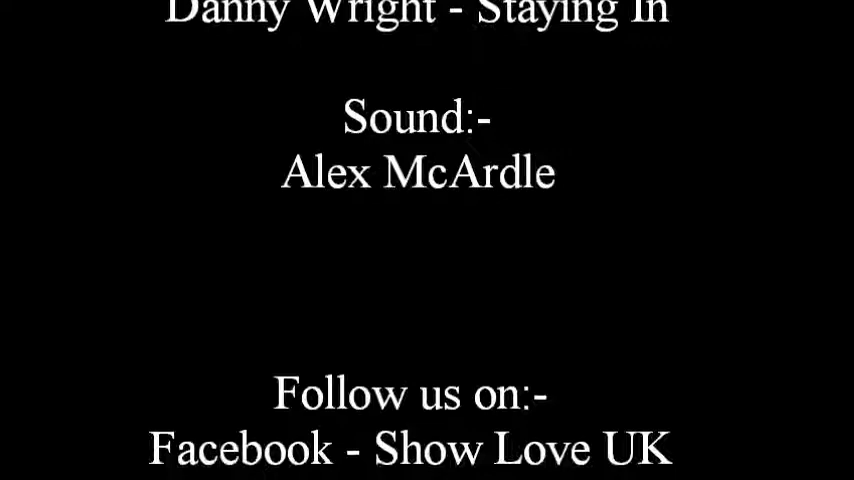 Danny Wright - Staying In
Sound:-
Alex McArdle
Follow us on:-
Facebook - Show Love UK